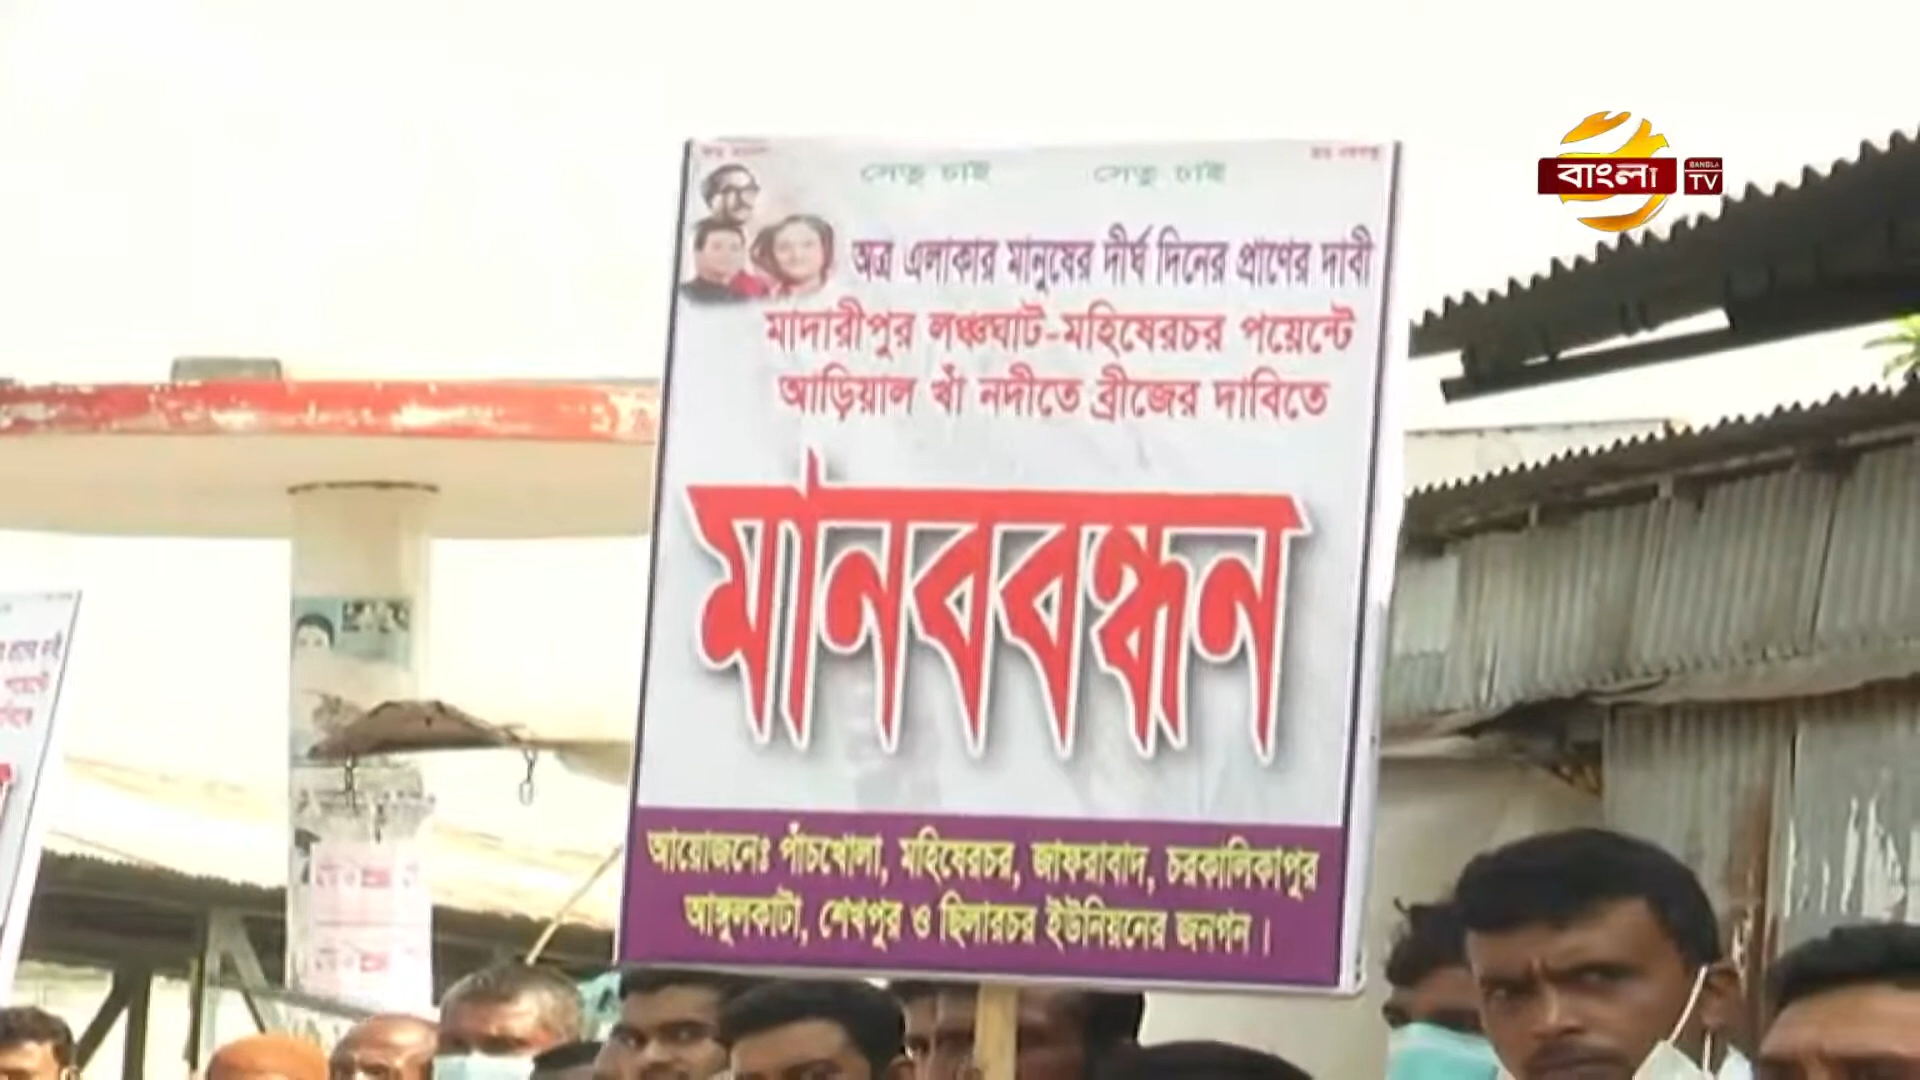 সেতু চাই সেতু চাই
অত্র এলাকার মানুষের দীর্ঘ দিনের প্রাণের দাবী
মাদারীপুর লঞ্চঘাট-মহিষেরচর পয়েন্টে
আড়িয়াল খাঁ নদীতে ব্রীজের দাবিতে
মানববন্ধন
আয়োজনেঃ পাঁচখোলা, মহিষেরচর, জাফরাবাদ, চরকালিকাপুর
আঙ্গুলকাটা, শেখপুর ও ছিলারচর ইউনিয়নের জনগন।
বাংলা
BANGLA
TV